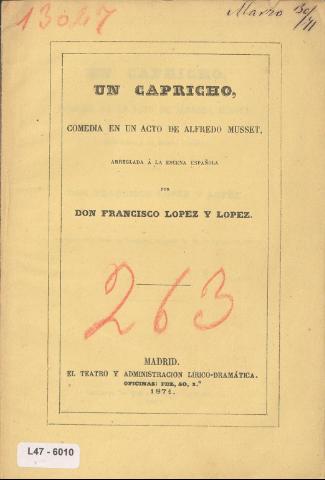 13047
Marzo 30/71
UN CAPRICHO,
COMEDIA EN UN ACTO DE ALFREDO MUSSET,
ARREGLADA Á LA ESCENA ESPAÑOLA
POR
DON FRANCISCO LOPEZ Y LOPEZ.
263
MADRID.
EL TEATRO Y ADMINISTRACION LÍRICO-DRAMÁTICA.
OFICINAS: PEZ, 40, 2.º
1871.
L47 - 6010